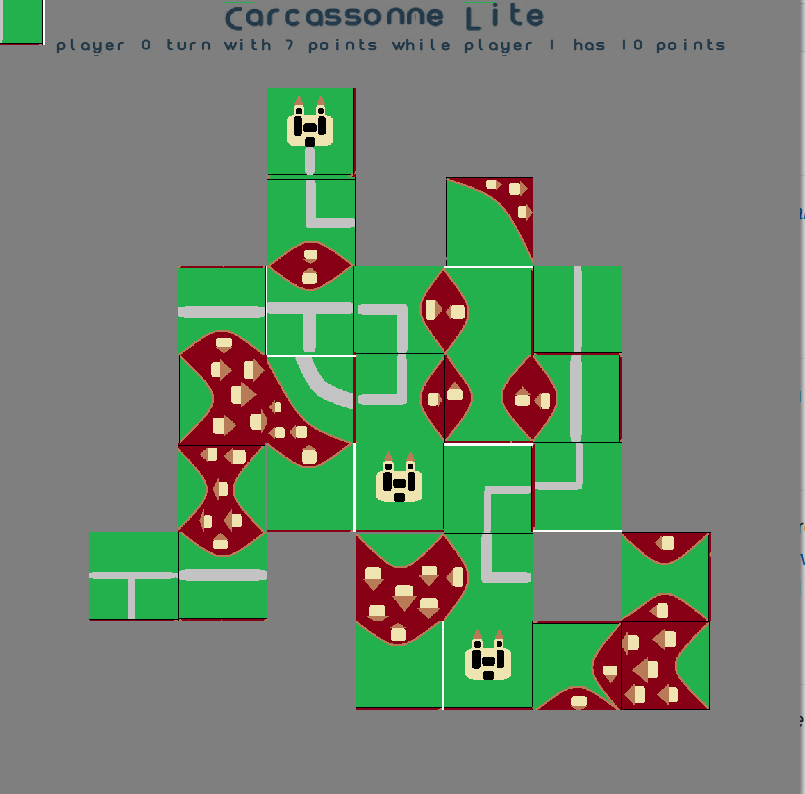 Carcassonne Lite
player 0 turn with 7 points while player 1 has 10 points